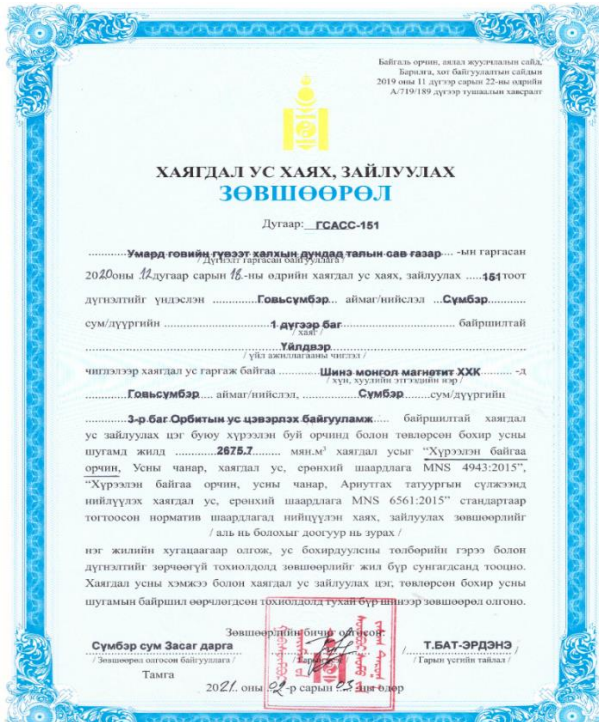 Байгаль орчин, аялал жуулчлалын сайд,
Барилга, хот байгуулалтын сайдын
2019 оны 11 дүгээр сарын 22-ны өдрийн
А/719/189 дүгээр тушаалын хавсралт
ХАЯГДАЛ УС ХАЯХ, ЗАЙЛУУЛАХ
ЗӨВШӨӨРӨЛ
Дугаар: ГСАСС-151
Умард говийн гүвээт халхын дундад талын сав газар -ын гаргасан
/ Дүгнэлт гаргасан байгууллага /
2020оны 12дугаар сарын 18-ны өдрийн хаягдал ус хаях, зайлуулах 151тоот
дүгнэлтийг үндэслэн Говьсүмбэр аймаг/нийслэл Сүмбэр
сум/дүүргийн 1 дүгээр баг байршилтай
/ хаяг /
Үйлдвэр
/ үйл ажиллагааны чиглэл /
чиглэлээр хаягдал ус гаргаж байгаа Шинэ монгол магнетит ХХК -д
/ хүн, хуулийн этгээдийн нэр /
Говьсүмбэр аймаг/нийслэл, Сүмбэр сум/дүүргийн
3-р баг Орбитын ус цэвэрлэх байгууламж байршилтай хаягдал
ус зайлуулах цэг буюу хүрээлэн буй орчинд болон төвлөрсөн бохир усны
шугамд жилд 2675.7 мян.м³ хаягдал усыг “Хүрээлэн байгаа
орчин, Усны чанар, хаягдал ус, ерөнхий шаардлага MNS 4943:2015”,
“Хүрээлэн байгаа орчин, усны чанар, Ариутгах татуургын сүлжээнд
нийлүүлэх хаягдал ус, ерөнхий шаардлага MNS 6561:2015” стандартаар
тогтоосон норматив шаардлагад нийцүүлэн хаях, зайлуулах зөвшөөрлийг
/ аль нь болохыг доогуур нь зурах /
нэг жилийн хугацаагаар олгож, ус бохирдуулсны төлбөрийн гэрээ болон
дүгнэлтийг зөрчөөгүй тохиолдолд зөвшөөрлийг жил бүр сунгагдсанд тооцно.
Хаягдал усны хэмжээ болон хаягдал ус зайлуулах цэг, төвлөрсөн бохир усны
шугамын байршил өөрчлөгдсөн тохиолдолд тухай бүр шинээр зөвшөөрөл олгоно.
Зөвшөөрлийн бичиг олгосон:
Сүмбэр сум Засаг дарга Т.БАТ-ЭРДЭНЭ
/ Зөвшөөрөл олгосон байгууллага / / Гарын үсгийн тайлал /
Тамга
2021 оны 02-р сарын ны өдөр